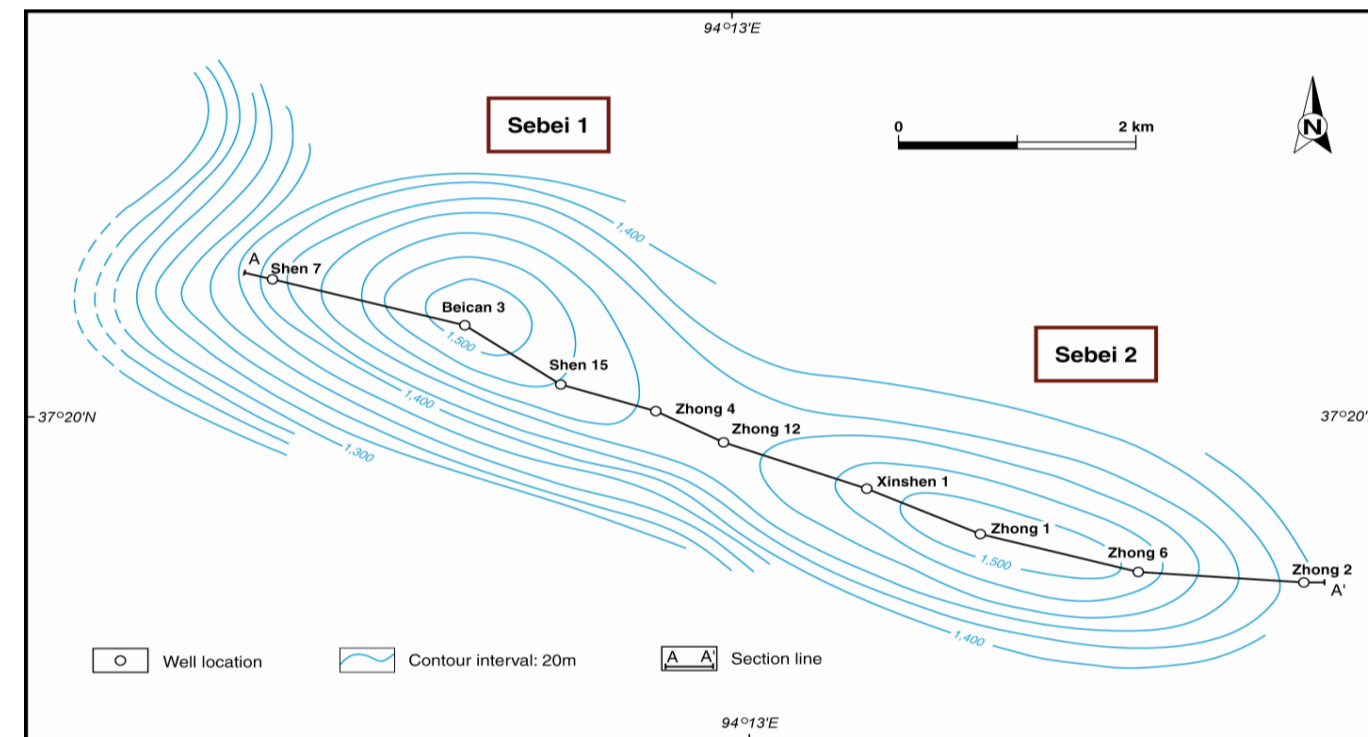 94°13'E
Sebei 1
0 2 km
N
1,400
A
Shen 7
Beican 3
1,500
Sebei 2
Shen 15
1,400
Zhong 4
37°20'N
37°20'
Zhong 12
1,300
Xinshen 1
Zhong 1
Zhong 6
1,500
Zhong 2
A'
1,400
Well location
Contour interval: 20m
A A'
Section line
94°13'E